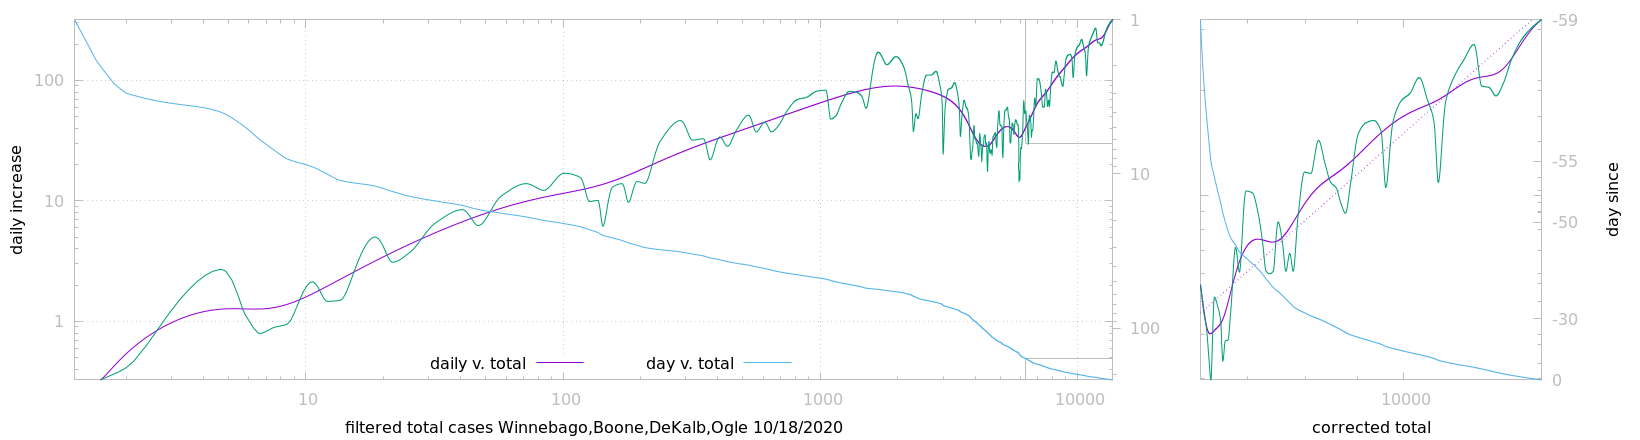 daily increase
100
10
1
daily v. total
day v. total
10
100
1000
10000
filtered total cases Winnebago,Boone,DeKalb,Ogle 10/18/2020
1
10
100
-59
-55
-50
-30
0
day since
10000
corrected total